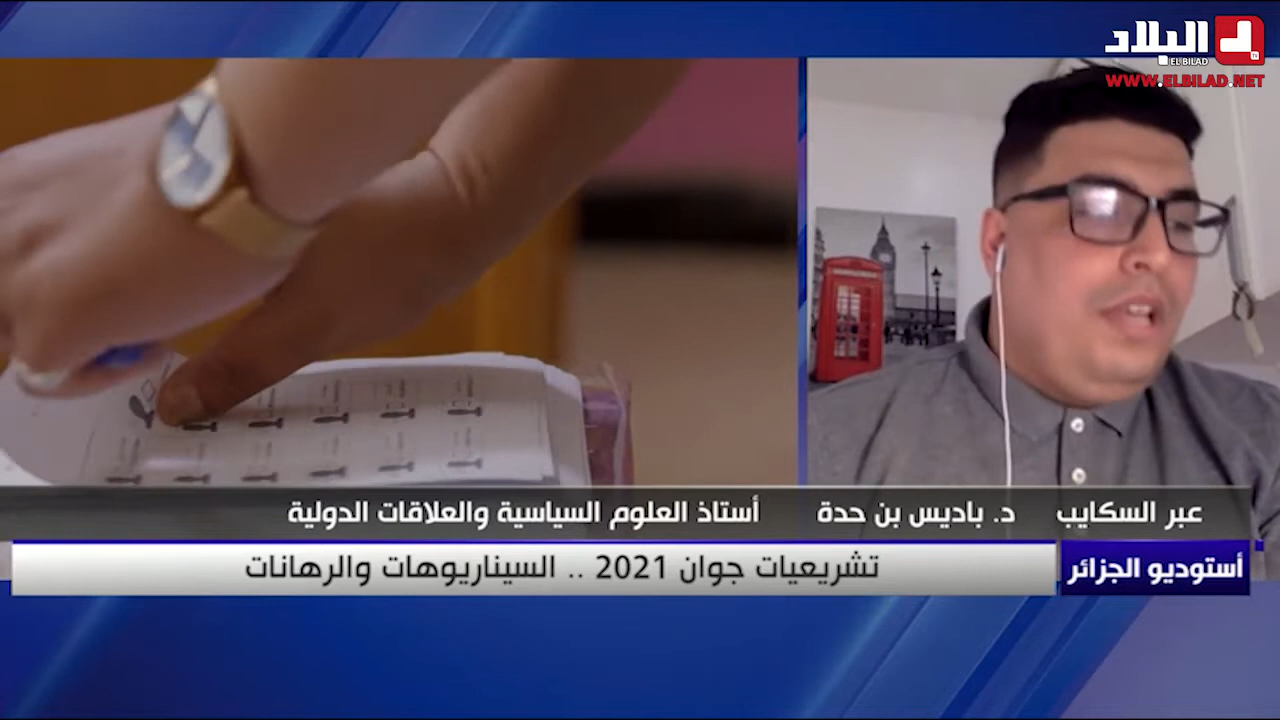 البلاد
EL BILAD
TV
WWW.ELBILAD.NET
عبر السكايب د. باديس بن حدة أستاذ العلوم السياسية والعلاقات الدولية
أستوديو الجزائر تشريعيات جوان 2021 .. السيناريوهات والرهانات